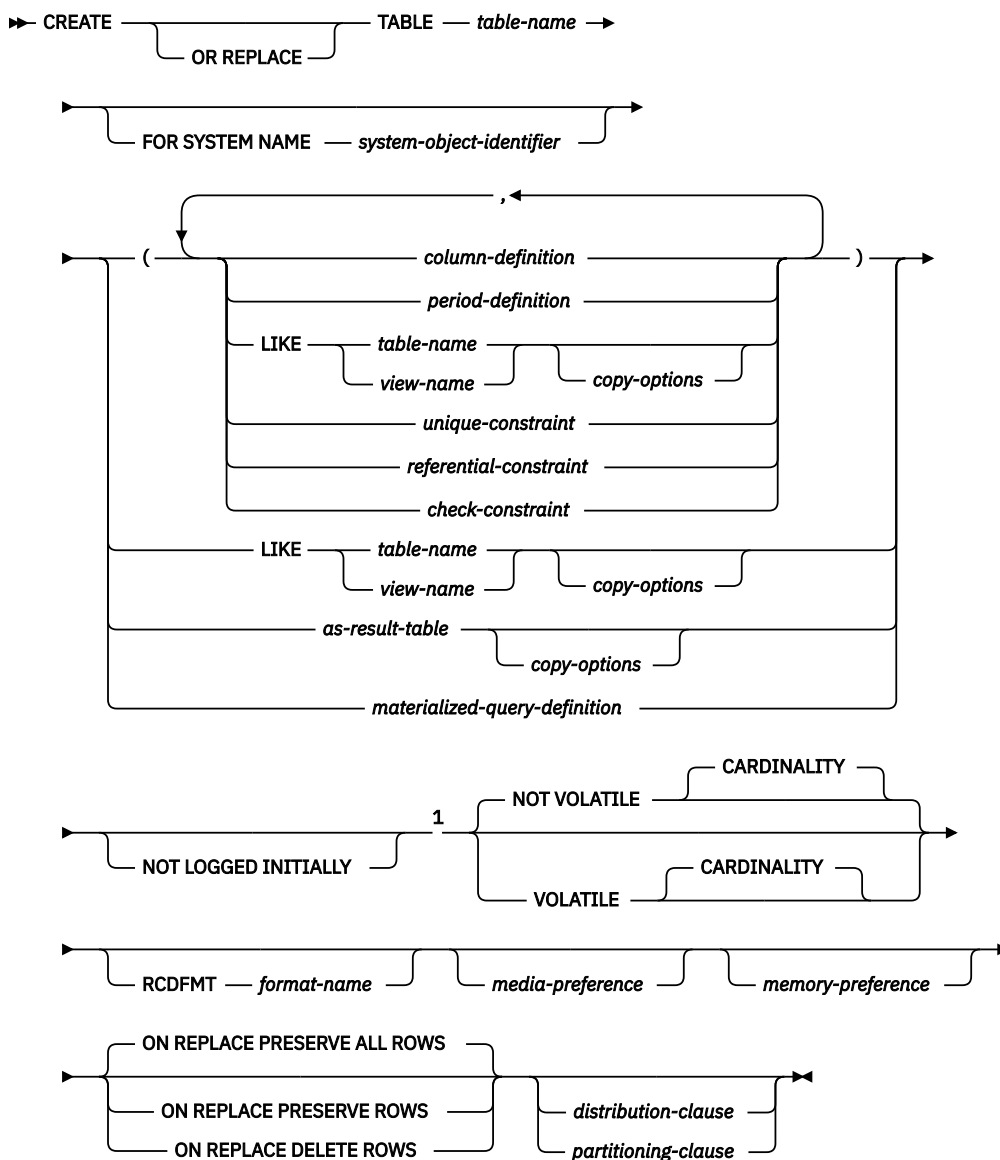 CREATE OR REPLACE TABLE table-name
FOR SYSTEM NAME system-object-identifier
,
( column-definition )
period-definition
LIKE table-name
view-name copy-options
unique-constraint
referential-constraint
check-constraint
LIKE table-name
view-name copy-options
as-result-table
copy-options
materialized-query-definition
CARDINALITY
NOT VOLATILE
1
NOT LOGGED INITIALLY
CARDINALITY
VOLATILE
RCDFMT format-name media-preference memory-preference
ON REPLACE PRESERVE ALL ROWS
ON REPLACE PRESERVE ROWS distribution-clause
ON REPLACE DELETE ROWS partitioning-clause